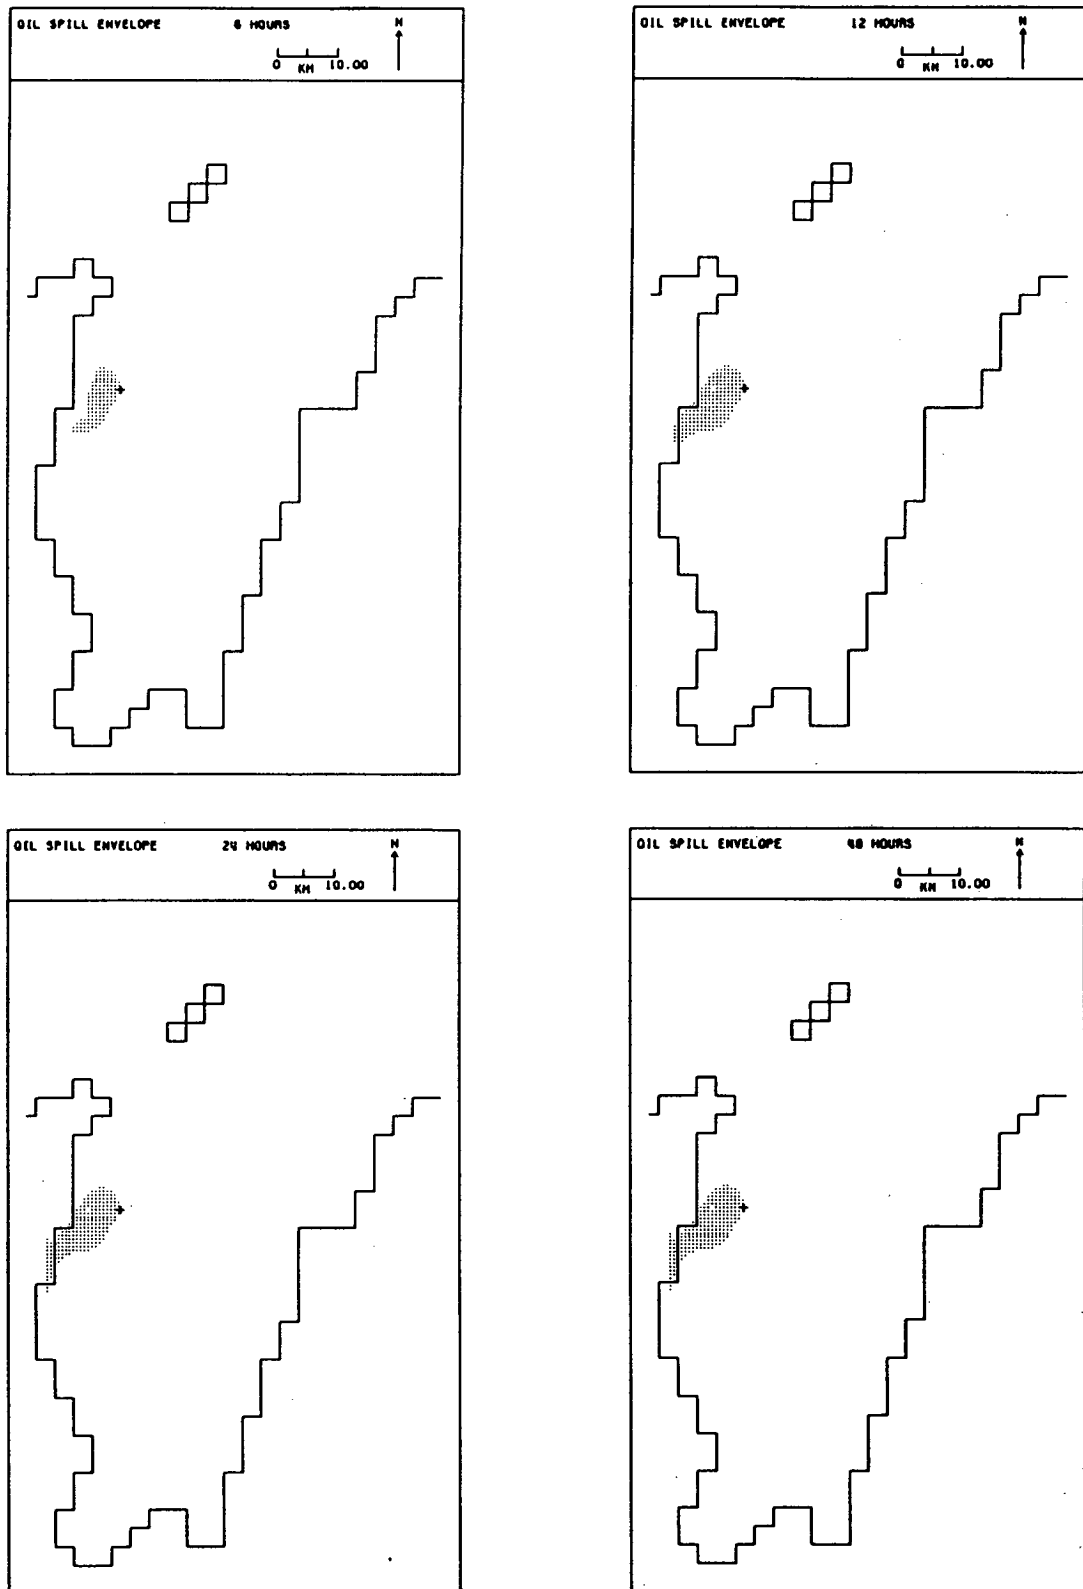 OIL SPILL ENVELOPE 6 HOURS N
0 KM 10.00
OIL SPILL ENVELOPE 12 HOURS N
0 KM 10.00
OIL SPILL ENVELOPE 24 HOURS N
0 KM 10.00
OIL SPILL ENVELOPE 48 HOURS N
0 KM 10.00